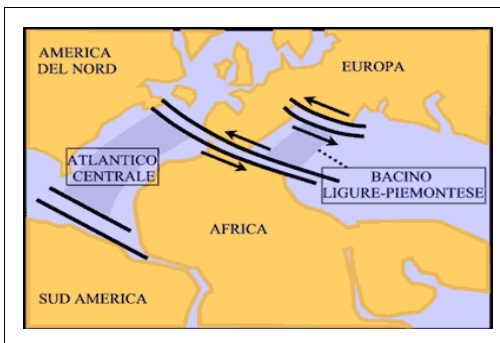 AMERICA
DEL NORD
EUROPA
ATLANTICO
CENTRALE
BACINO
LIGURE-PIEMONTESE
AFRICA
SUD AMERICA